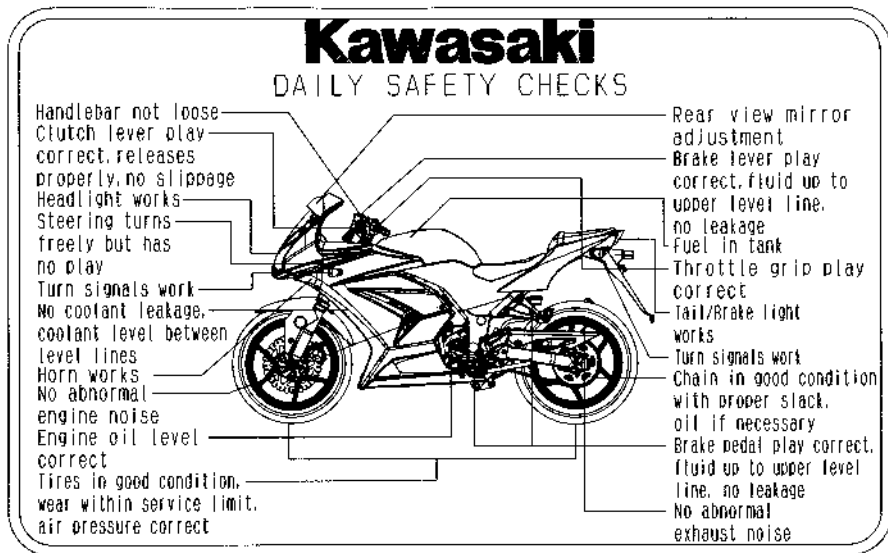 Kawasaki
DAILY SAFETY CHECKS
Handlebar not loose
Clutch lever play
correct, releases
properly, no slippage
Headlight works
Steering turns
freely but has
no play
Turn signals work
No coolant leakage,
coolant level between
level lines
Horn works
No abnormal
engine noise
Engine oil level
correct
Tires in good condition,
wear within service limit,
air pressure correct
Rear view mirror
adjustment
Brake lever play
correct, fluid up to
upper level line,
no leakage
Fuel in tank
Throttle grip play
correct
Tail/Brake light
works
Turn signals work
Chain in good condition
with proper slack,
oil if necessary
Brake pedal play correct,
fluid up to upper level
line, no leakage
No abnormal
exhaust noise